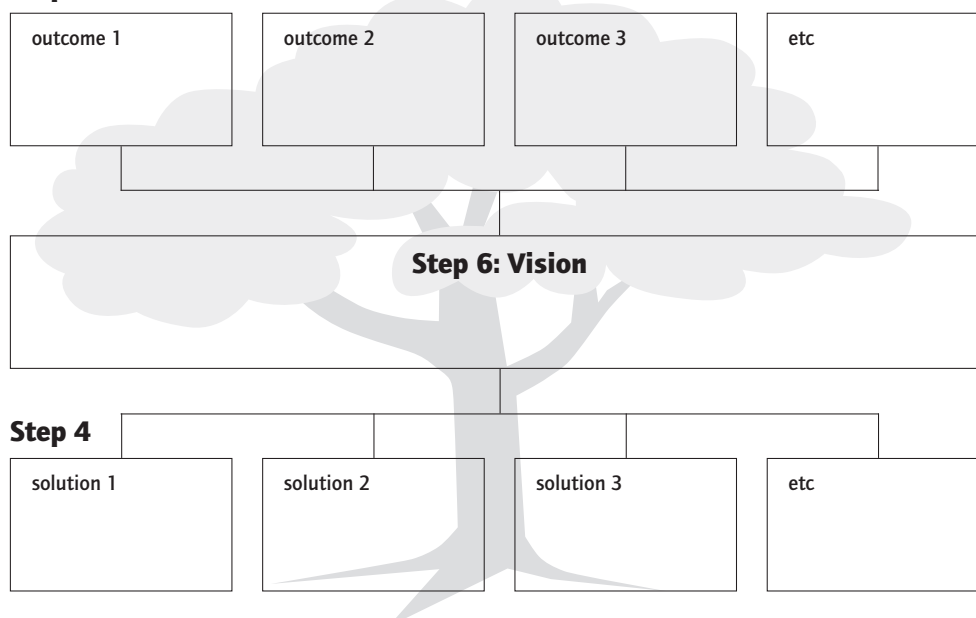 outcome 1
outcome 2
outcome 3
etc
Step 6: Vision
Step 4
solution 1
solution 2
solution 3
etc